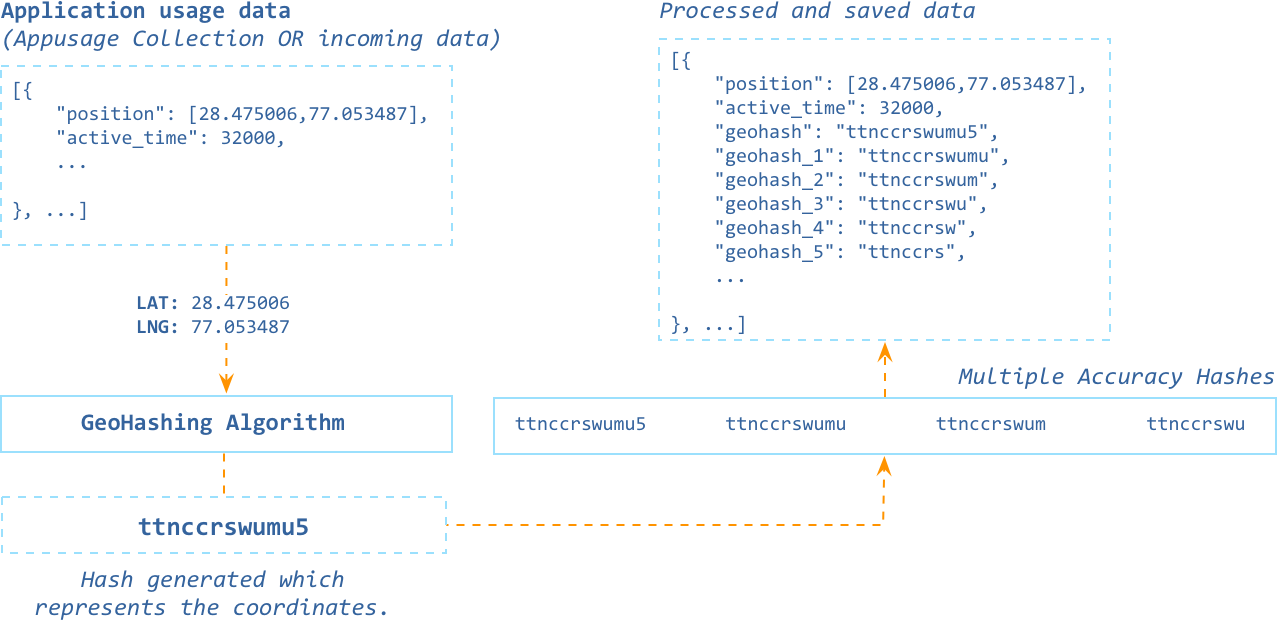 Application usage data
(Appusage Collection OR incoming data)
[{
"position": [28.475006,77.053487],
"active_time": 32000,
...
}, ...]
LAT: 28.475006
LNG: 77.053487
GeoHashing Algorithm
ttnccrswumu5
Hash generated which
represents the coordinates.
Processed and saved data
[{
"position": [28.475006,77.053487],
"active_time": 32000,
"geohash": "ttnccrswumu5",
"geohash_1": "ttnccrswumu",
"geohash_2": "ttnccrswum",
"geohash_3": "ttnccrswu",
"geohash_4": "ttnccrsw",
"geohash_5": "ttnccrs",
...
}, ...]
Multiple Accuracy Hashes
ttnccrswumu5 ttnccrswumu ttnccrswum ttnccrswu